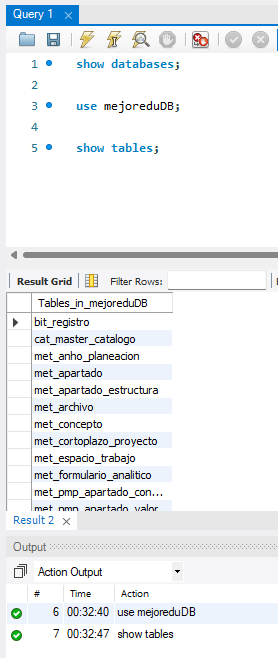 Query 1
1 show databases;
2
3 use mejoreduDB;
4
5 show tables;
Result Grid Filter Rows:
Tables_in_mejoreduDB
bit_registro
cat_master_catalogo
met_anho_planeacion
met_apartado
met_apartado_estructura
met_archivo
met_concepto
met_cortoplazo_proyecto
met_espacio_trabajo
met_formulario_analitico
met_pmp_apartado_con...
met_pmp_apartado_valor
Result 2
Output
Action Output
# Time Action
6 00:32:40 use mejoreduDB
7 00:32:47 show tables